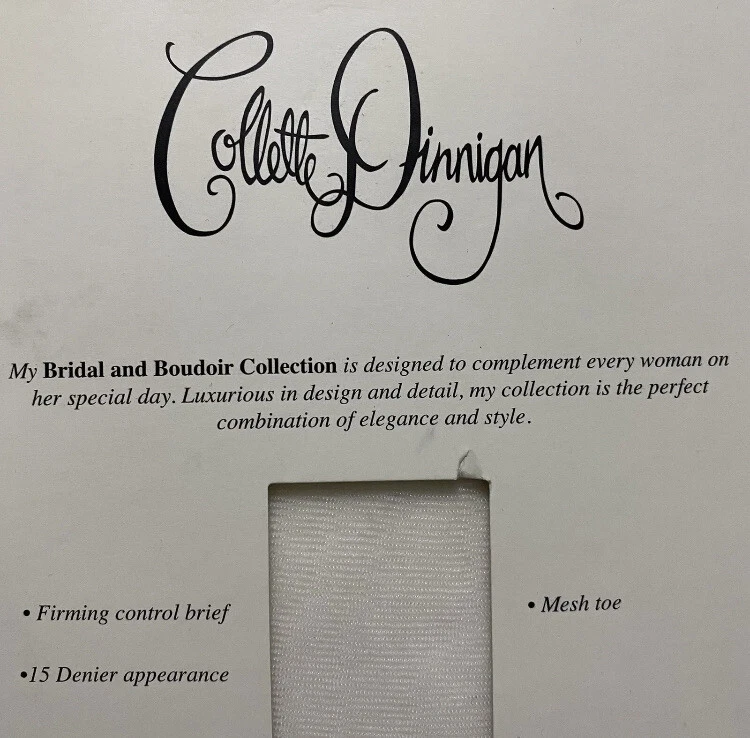 Collette Dinnigan
My Bridal and Boudoir Collection is designed to complement every woman on
her special day. Luxurious in design and detail, my collection is the perfect
combination of elegance and style.
• Firming control brief
• Mesh toe
•15 Denier appearance